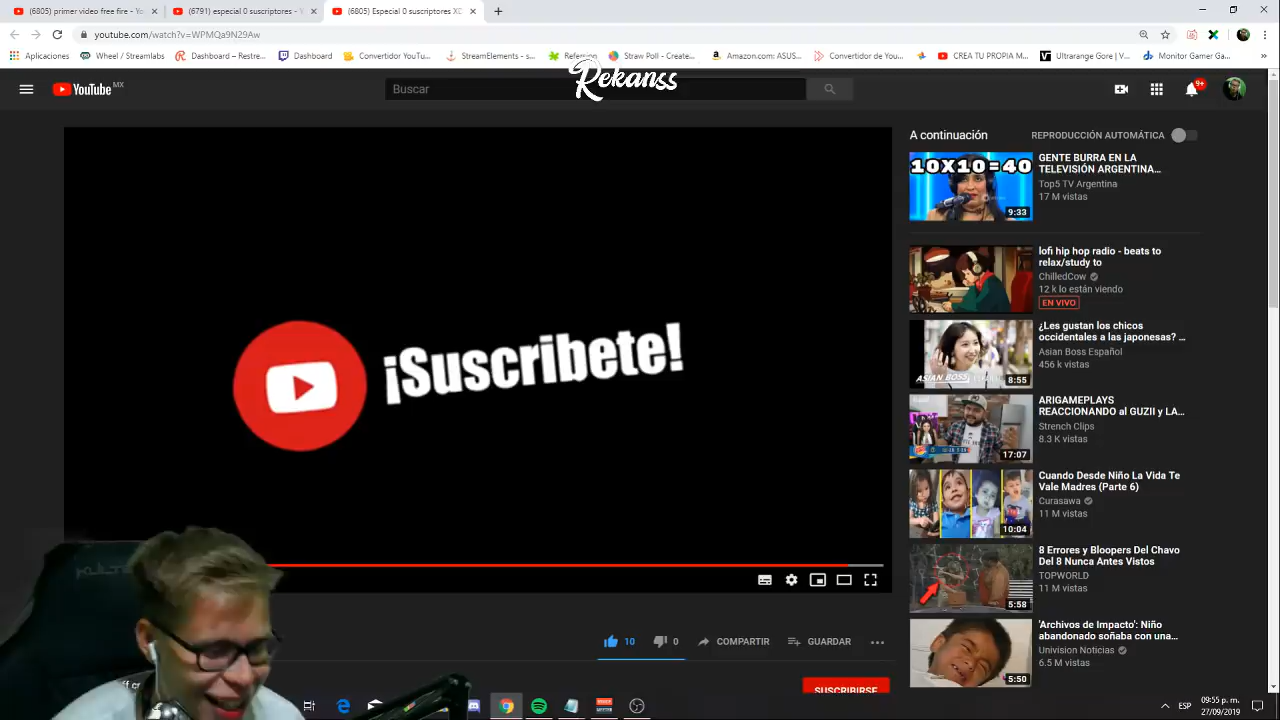 (6805) primer video free fire - Yo
(6791) especial 0 suscriptores - Y
(6805) Especial 0 suscriptores XD
youtube.com/watch?v=WPMQa9N29Aw
Aplicaciones
Wheel / Streamlabs
Dashboard – Restre...
Dashboard
Convertidor YouTu...
StreamElements - s...
Refersion
Straw Poll - Create...
Amazon.com: ASUS...
Convertidor de You...
CREA TU PROPIA M...
Ultrarange Gore | V...
Monitor Gamer Ga...
YouTube MX
Buscar
Rekanss
9+
A continuación
REPRODUCCIÓN AUTOMÁTICA
10X10=40
9:33
GENTE BURRA EN LA
TELEVISIÓN ARGENTINA...
Top5 TV Argentina
17 M vistas
lofi hip hop radio - beats to
relax/study to
ChilledCow
12 k lo están viendo
EN VIVO
¿Les gustan los chicos
occidentales a las japonesas? ...
Asian Boss Español
456 k vistas
ASIAN BOSS
8:55
ARIGAMEPLAYS
REACCIONANDO al GUZII y LA...
Strench Clips
8.3 K vistas
17:07
Cuando Desde Niño La Vida Te
Vale Madres (Parte 6)
Curasawa
11 M vistas
10:04
8 Errores y Bloopers Del Chavo
Del 8 Nunca Antes Vistos
TOPWORLD
11 M vistas
5:58
'Archivos de Impacto': Niño
abandonado soñaba con una...
Univision Noticias
6.5 M vistas
5:50
¡Suscribete!
10
0
COMPARTIR
GUARDAR
SUSCRIBIRSE
ESP
09:55 p. m.
27/09/2019